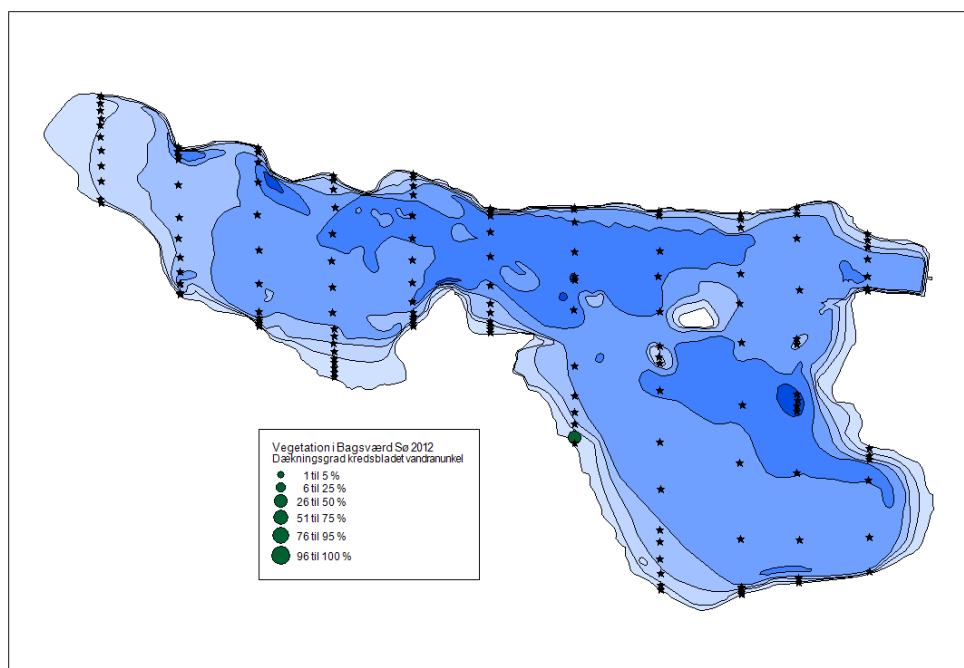 Vegetation i Bagsværd Sø 2012
Dækningsgrad kredsbladet vandranunkel
1 til 5 %
6 til 25 %
26 til 50 %
51 til 75 %
76 til 95 %
96 til 100 %